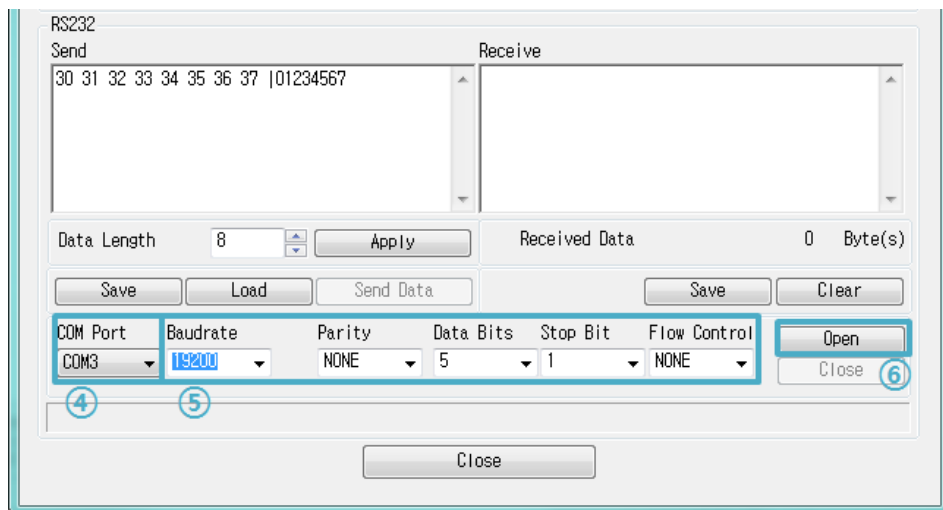 RS232
Send Receive
30 31 32 33 34 35 36 37 |01234567
Data Length 8 Apply Received Data 0 Byte(s)
Save Load Send Data Save Clear
COM Port Baudrate Parity Data Bits Stop Bit Flow Control Open
COM3 19200 NONE 5 1 NONE Close
④ ⑤ ⑥
Close